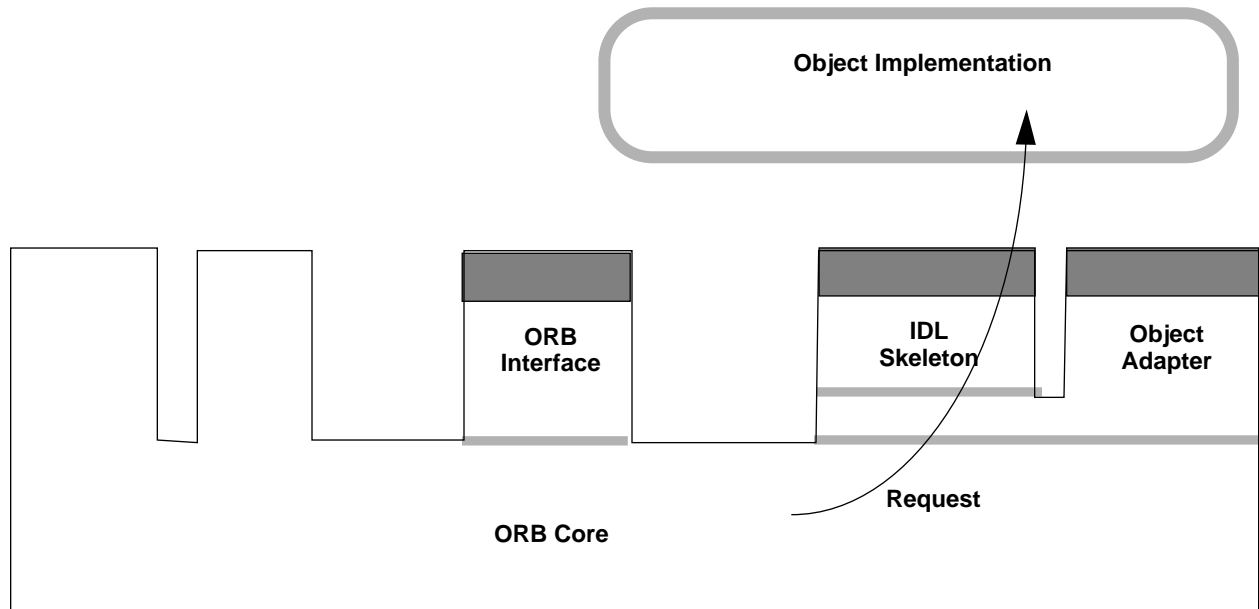 Object Implementation
ORB
Interface
IDL
Skeleton
Object
Adapter
Request
ORB Core